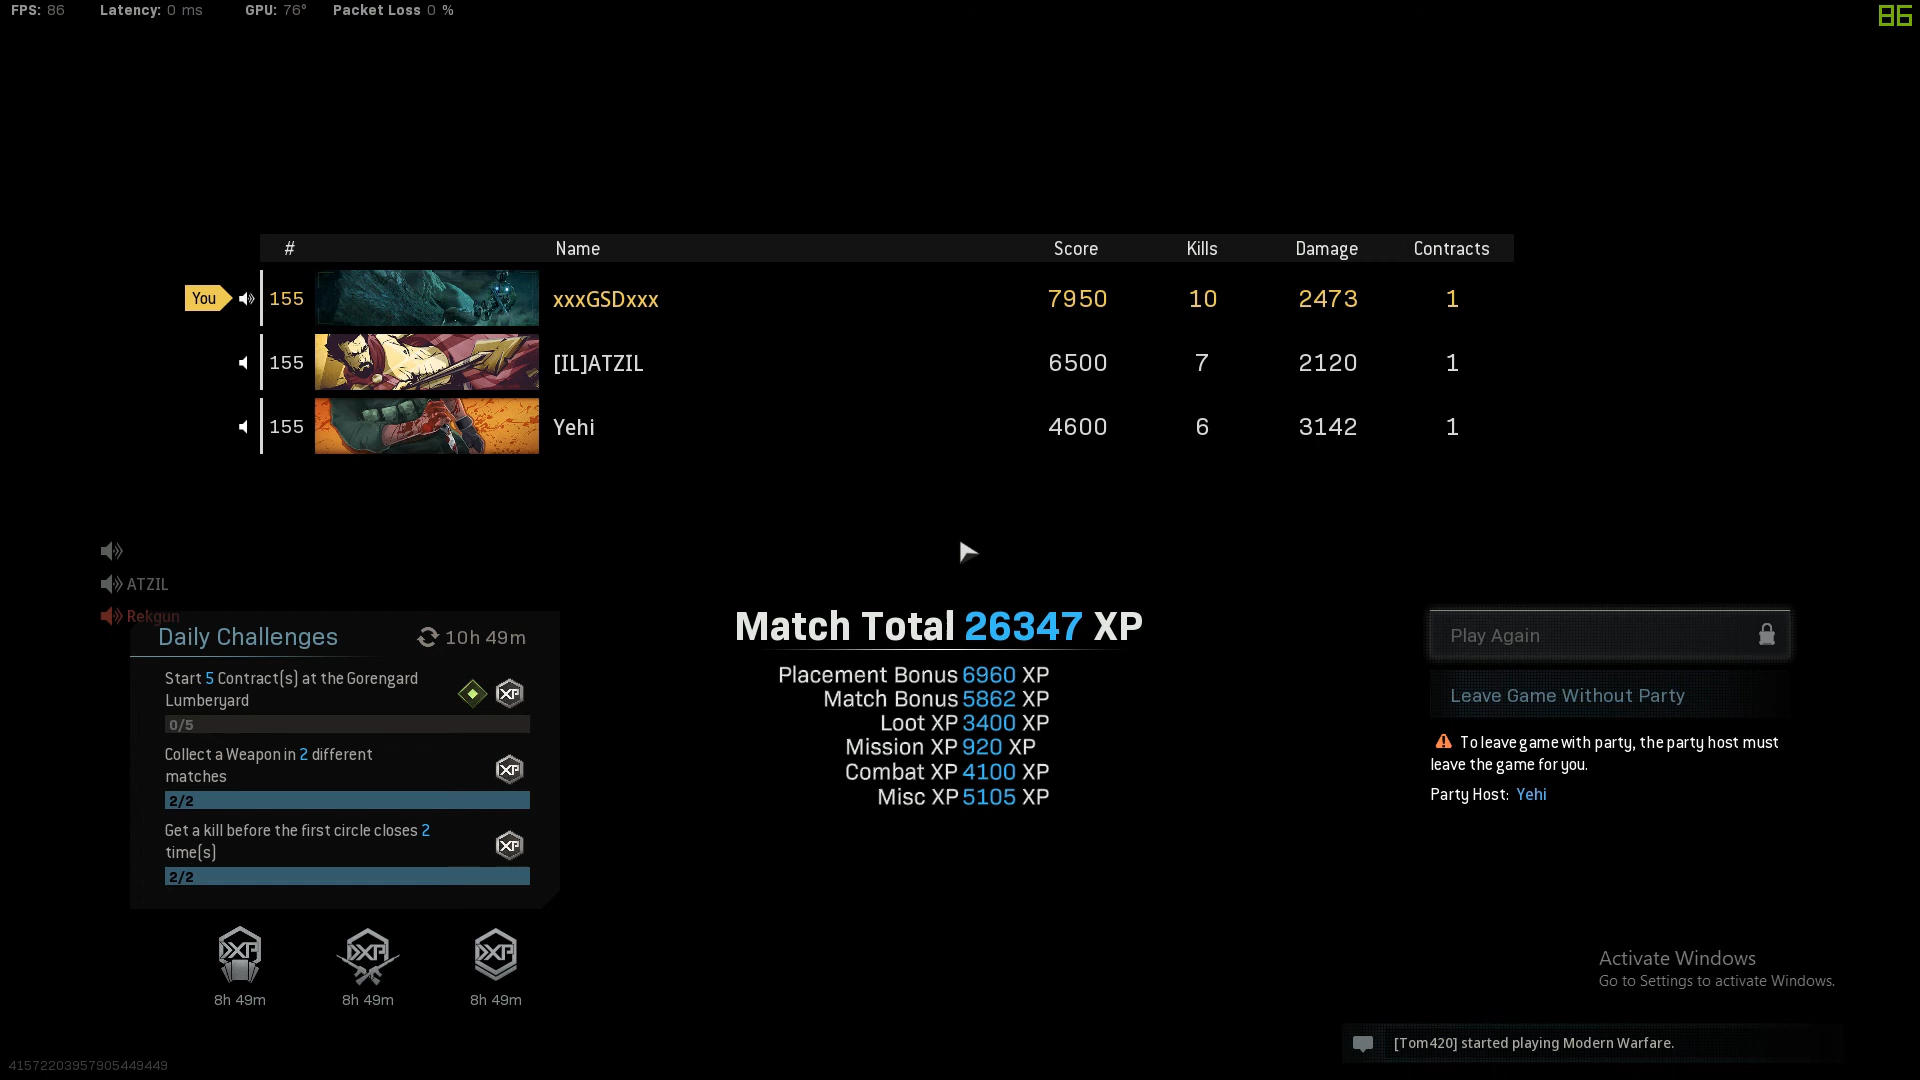 FPS: 86 Latency: 0 ms GPU: 76° Packet Loss 0 %
86
# Name Score Kills Damage Contracts
You 155 xxxGSDxxx 7950 10 2473 1
155 [IL]ATZIL 6500 7 2120 1
155 Yehi 4600 6 3142 1
ATZIL
Rekgun
Daily Challenges 10h 49m
Start 5 Contract(s) at the Gorengard
Lumberyard
XP
0/5
Collect a Weapon in 2 different
matches
XP
2/2
Get a kill before the first circle closes 2
time(s)
XP
2/2
DXP DXP DXP
8h 49m 8h 49m 8h 49m
Match Total 26347 XP
Placement Bonus 6960 XP
Match Bonus 5862 XP
Loot XP 3400 XP
Mission XP 920 XP
Combat XP 4100 XP
Misc XP 5105 XP
Play Again
Leave Game Without Party
To leave game with party, the party host must
leave the game for you.
Party Host: Yehi
Activate Windows
Go to Settings to activate Windows.
[Tom420] started playing Modern Warfare.
41572203957905449449